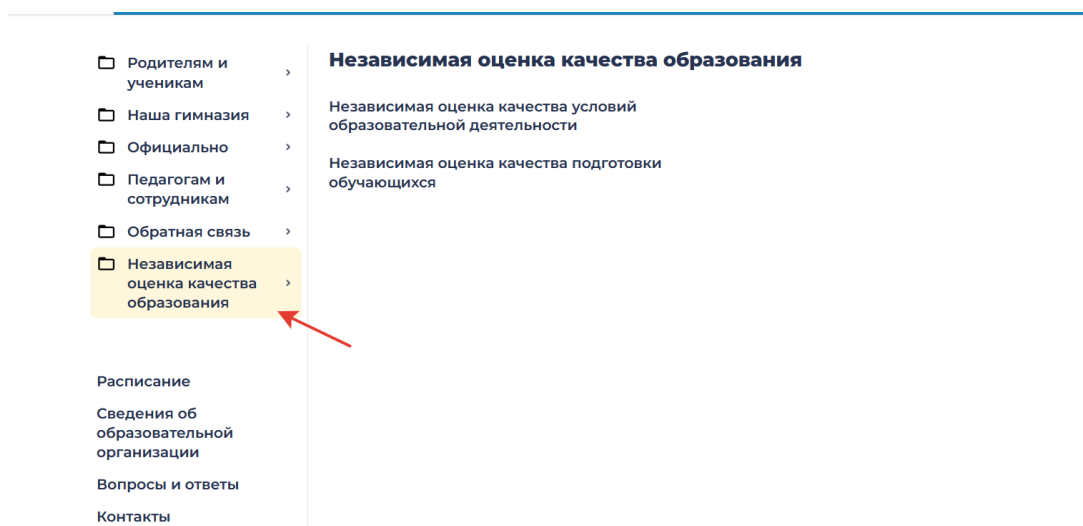 Родителям и
ученикам
Наша гимназия
Официально
Педагогам и
сотрудникам
Обратная связь
Независимая
оценка качества
образования
Расписание
Сведения об
образовательной
организации
Вопросы и ответы
Контакты
Независимая оценка качества образования
Независимая оценка качества условий
образовательной деятельности
Независимая оценка качества подготовки
обучающихся